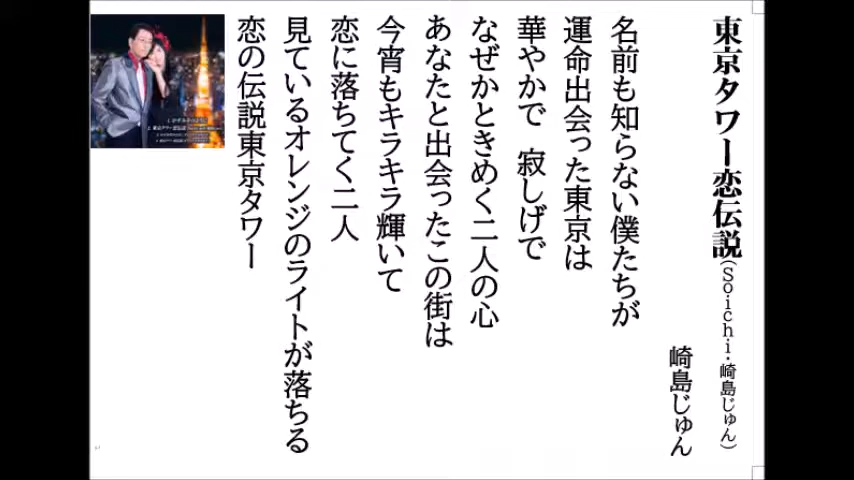 東京タワー恋伝説(Soichi・崎島じゅん)
崎島じゅん
名前も知らない僕たちが
運命出会った東京は
華やかで 寂しげで
なぜかときめく二人の心
あなたと出会ったこの街は
今宵もキラキラ輝いて
恋に落ちてく二人
見ているオレンジのライトが落ちる
恋の伝説東京タワー